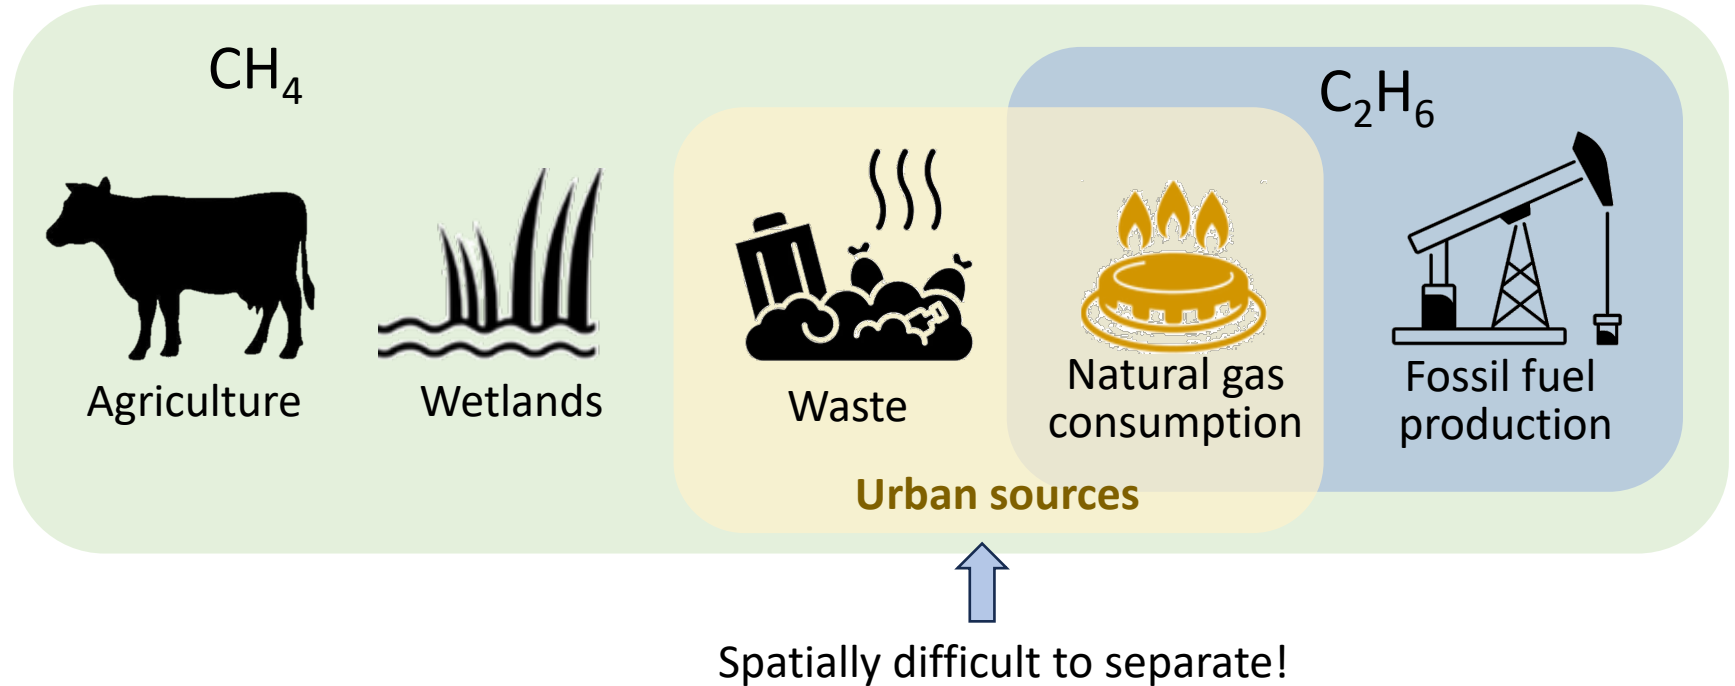 CH₄
C₂H₆
Agriculture
Wetlands
Waste
Natural gas
consumption
Fossil fuel
production
Urban sources
Spatially difficult to separate!